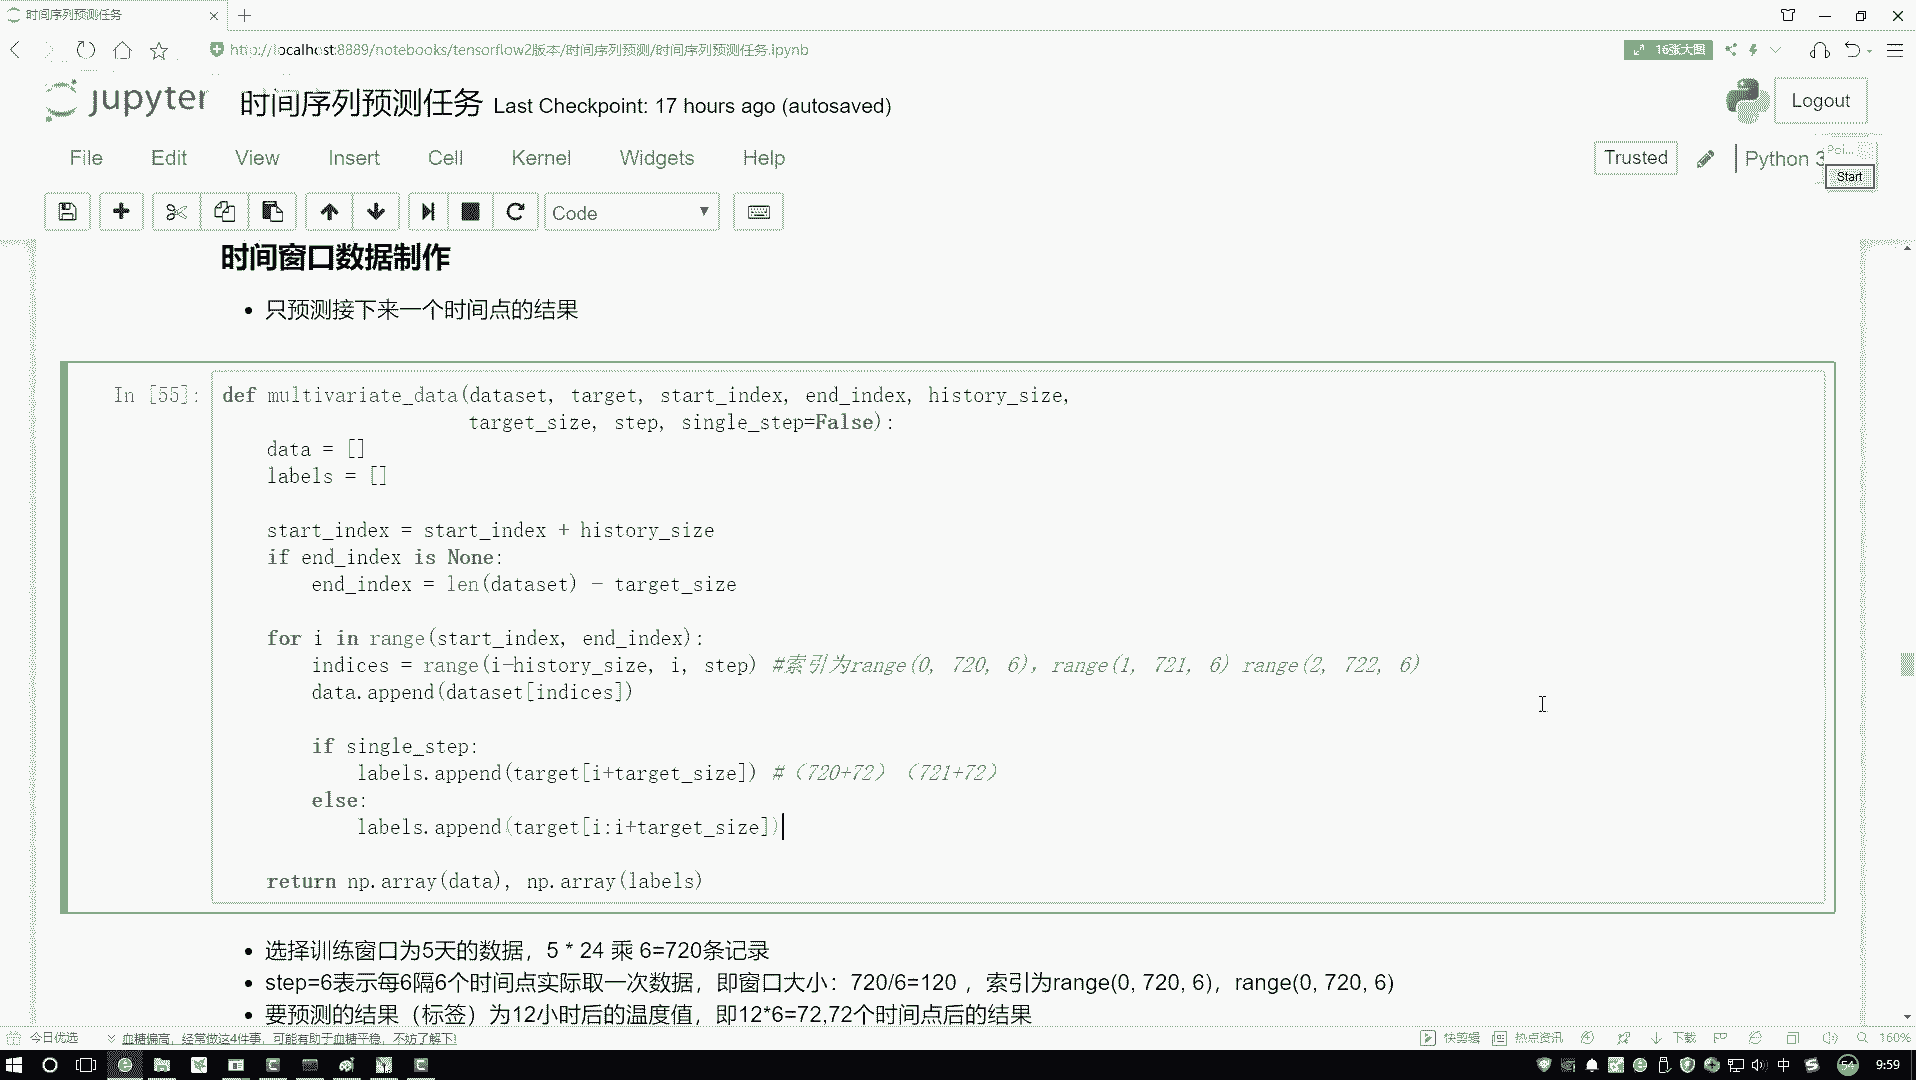 时间序列预测任务
http://localhost:8889/notebooks/tensorflow2版本/时间序列预测/时间序列预测任务.ipynb
16张大图
jupyter 时间序列预测任务 Last Checkpoint: 17 hours ago (autosaved)
Logout
File Edit View Insert Cell Kernel Widgets Help
Trusted
Python 3
Poi...
Start
Code
时间窗口数据制作
只预测接下来一个时间点的结果
In [55]:
def multivariate_data(dataset, target, start_index, end_index, history_size,
target_size, step, single_step=False):
data = []
labels = []
start_index = start_index + history_size
if end_index is None:
end_index = len(dataset) - target_size
for i in range(start_index, end_index):
indices = range(i-history_size, i, step) #索引为range(0, 720, 6), range(1, 721, 6) range(2, 722, 6)
data.append(dataset[indices])
if single_step:
labels.append(target[i+target_size]) #（720+72）（721+72）
else:
labels.append(target[i:i+target_size])
return np.array(data), np.array(labels)
选择训练窗口为5天的数据，5 * 24 乘 6=720条记录
step=6表示每6隔6个时间点实际取一次数据，即窗口大小：720/6=120 ，索引为range(0, 720, 6)，range(0, 720, 6)
要预测的结果（标签）为12小时后的温度值，即12*6=72,72个时间点后的结果
今日优选
血糖偏高，经常做这4件事，可能有助于血糖平稳，不妨了解下!
快剪辑
热点资讯
下载
160%
中
54
9:59